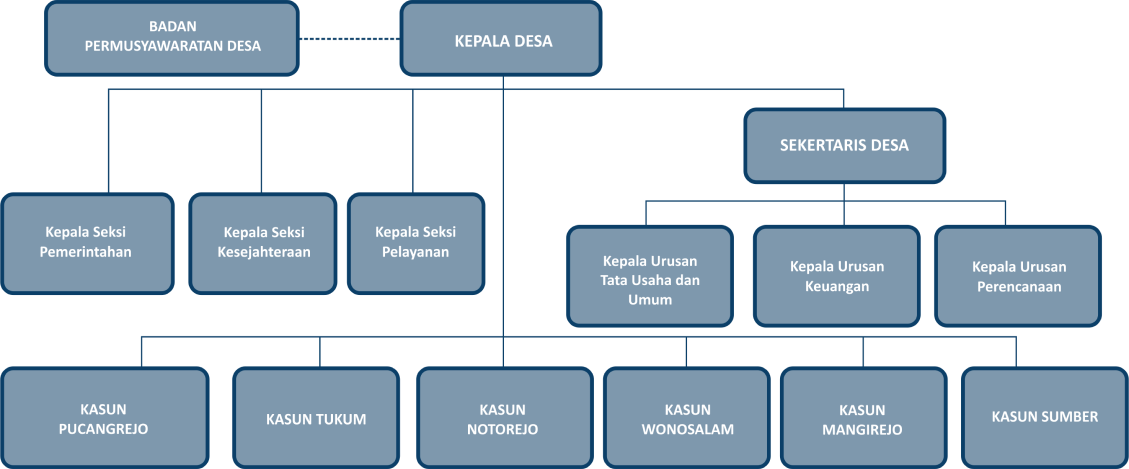 BADAN
PERMUSYAWARATAN DESA
KEPALA DESA
SEKERTARIS DESA
Kepala Seksi
Pemerintahan
Kepala Seksi
Kesejahteraan
Kepala Seksi
Pelayanan
Kepala Urusan
Tata Usaha dan
Umum
Kepala Urusan
Keuangan
Kepala Urusan
Perencanaan
KASUN
PUCANGREJO
KASUN TUKUM
KASUN
NOTOREJO
KASUN
WONOSALAM
KASUN
MANGIREJO
KASUN SUMBER